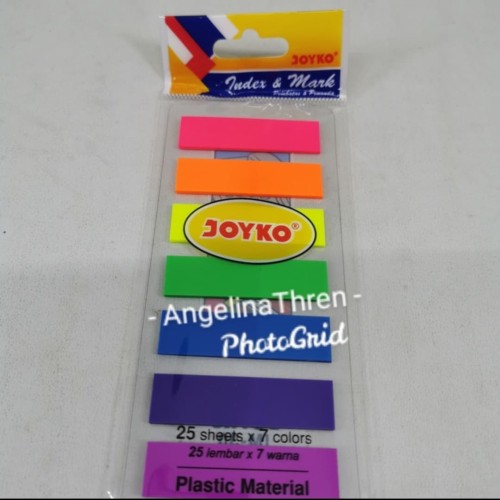 JOYKO®
Index & Mark
JOYKO®
- AngelinaThren -
PhotoGrid
25 sheets x 7 colors
25 lembar x 7 warna
Plastic Material